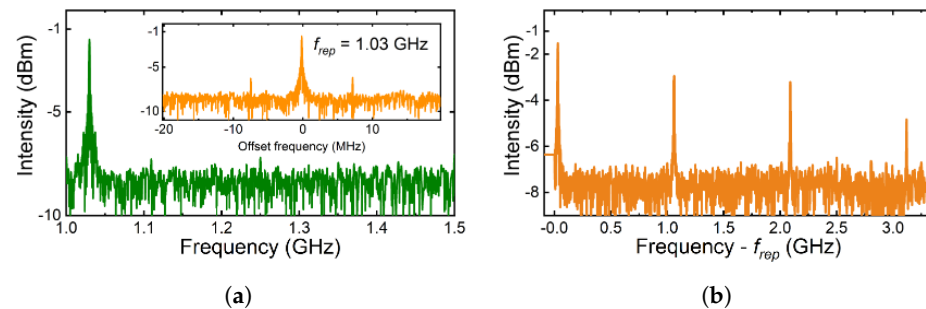 -1
-5
-10
Intensity (dBm)
1.0 1.1 1.2 1.3 1.4 1.5
Frequency (GHz)
f_rep = 1.03 GHz
-1
-5
-10
Intensity (dBm)
-20 -10 0 10
Offset frequency (MHz)
(a)
-2
-4
-6
-8
Intensity (dBm)
-0.0 0.5 1.0 1.5 2.0 2.5 3.0
Frequency - f_rep (GHz)
(b)